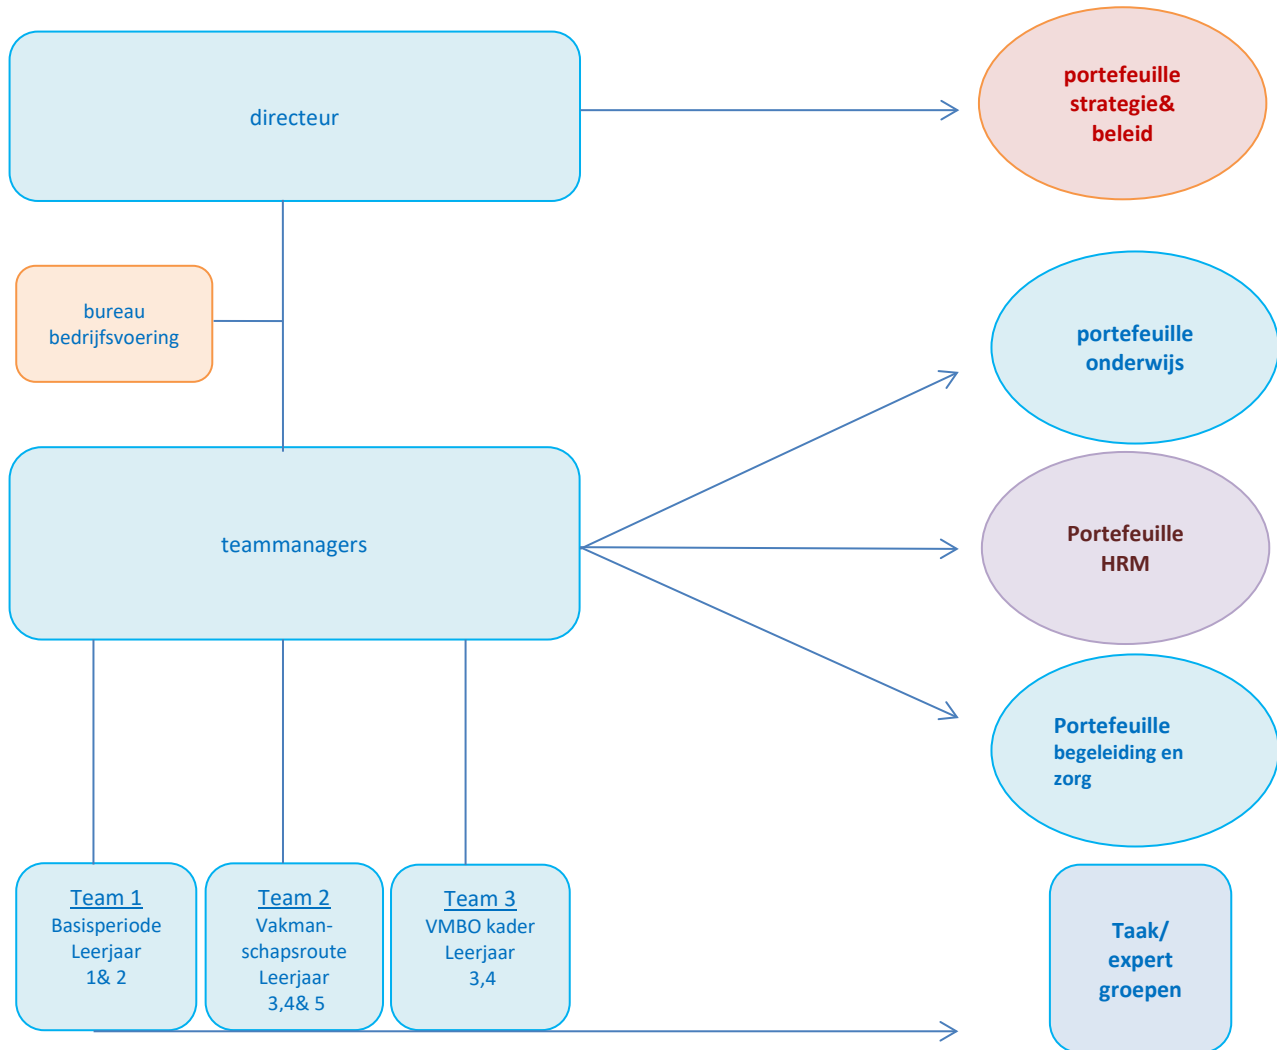 directeur
portefeuille
strategie&
beleid
bureau
bedrijfsvoering
portefeuille
onderwijs
teammanagers
Portefeuille
HRM
Portefeuille
begeleiding en
zorg
Team 1
Basisperiode
Leerjaar
1& 2
Team 2
Vakman-
schapsroute
Leerjaar
3,4& 5
Team 3
VMBO kader
Leerjaar
3,4
Taak/
expert
groepen